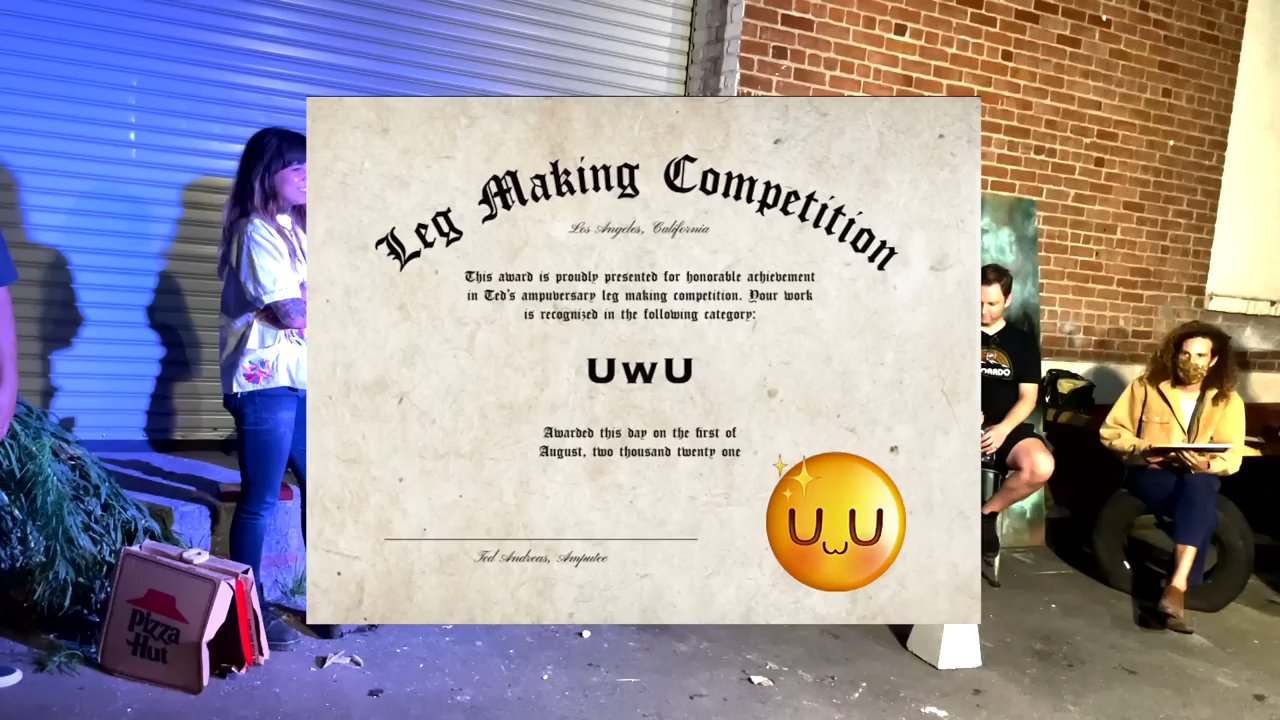 Leg Making Competition
Los Angeles, California
This award is proudly presented for honorable achievement
in Ted's ampuversary leg making competition. Your work
is recognized in the following category:
UwU
Awarded this day on the first of
August, two thousand twenty one
Ted Andreas, Amputee
Pizza
Hut